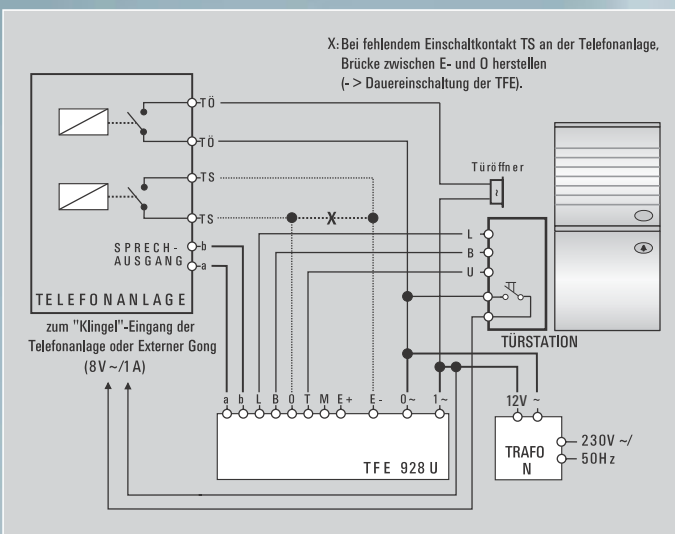 X: Bei fehlendem Einschaltkontakt TS an der Telefonanlage,
Brücke zwischen E- und O herstellen
(- > Dauereinschaltung der TFE).
TÖ
TÖ
TS
TS
X
SPRECH-
AUSGANG
b
a
TELEFONANLAGE
zum "Klingel"-Eingang der
Telefonanlage oder Externer Gong
(8V ~/1 A)
Türöffner
~
L
B
U
TÜRSTATION
a b L B O T M E+ E - 0~ 1~
TFE 928 U
12V ~
TRAFO
N
230V ~/
50Hz